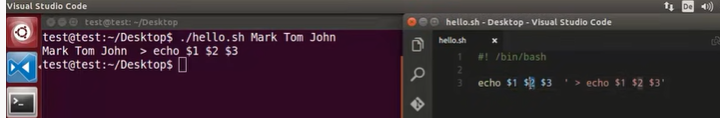 Visual Studio Code
De
test@test: ~/Desktop
test@test:~/Desktop$ ./hello.sh Mark Tom John
Mark Tom John  > echo $1 $2 $3
test@test:~/Desktop$
hello.sh - Desktop - Visual Studio Code
hello.sh
1 #! /bin/bash
2
3 echo $1 $2 $3  ' > echo $1 $2 $3'